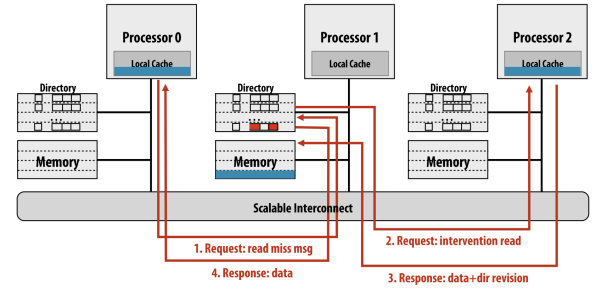 Processor 0
Local Cache
Processor 1
Local Cache
Processor 2
Local Cache
Directory
...
Memory
Directory
...
Memory
Directory
...
Memory
Scalable Interconnect
1. Request: read miss msg
2. Request: intervention read
4. Response: data
3. Response: data+dir revision